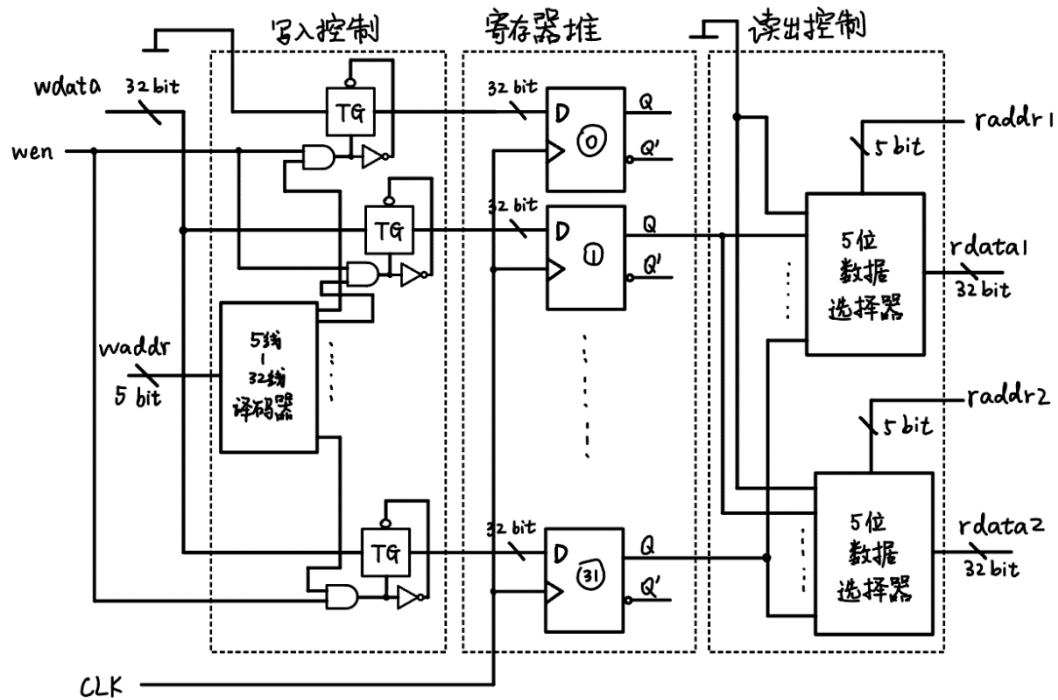 写入控制
寄存器堆
读出控制
wdata
32 bit
TG
32 bit
D
Q
Q'
0
raddr1
5 bit
wen
TG
32 bit
D
Q
Q'
1
5位
数据
选择器
rdata1
32 bit
waddr
5 bit
5线
-
32线
译码器
raddr2
5 bit
TG
32 bit
D
Q
Q'
31
5位
数据
选择器
rdata2
32 bit
CLK